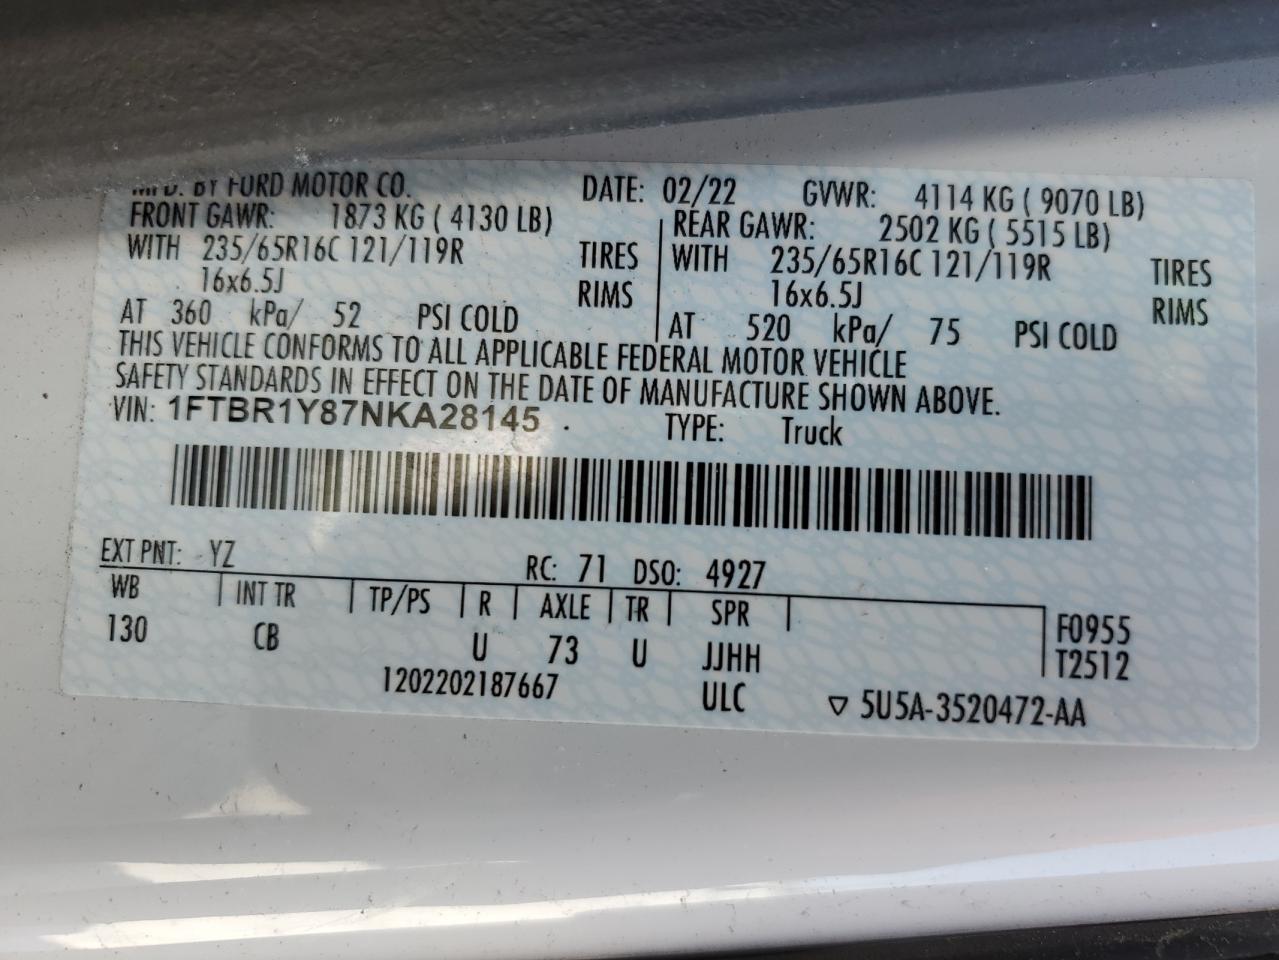 MFD. BY FORD MOTOR CO. DATE: 02/22 GVWR: 4114 KG ( 9070 LB)
FRONT GAWR: 1873 KG ( 4130 LB) REAR GAWR: 2502 KG ( 5515 LB)
WITH 235/65R16C 121/119R TIRES WITH 235/65R16C 121/119R TIRES
16x6.5J RIMS 16x6.5J RIMS
AT 360 kPa/ 52 PSI COLD AT 520 kPa/ 75 PSI COLD
THIS VEHICLE CONFORMS TO ALL APPLICABLE FEDERAL MOTOR VEHICLE
SAFETY STANDARDS IN EFFECT ON THE DATE OF MANUFACTURE SHOWN ABOVE.
VIN: 1FTBR1Y87NKA28145 . TYPE: Truck
EXT PNT: YZ RC: 71 DSO: 4927
WB INT TR TP/PS R AXLE TR SPR F0955
130 CB U 73 U JJHH T2512
1202202187667 ULC ▽ 5U5A-3520472-AA